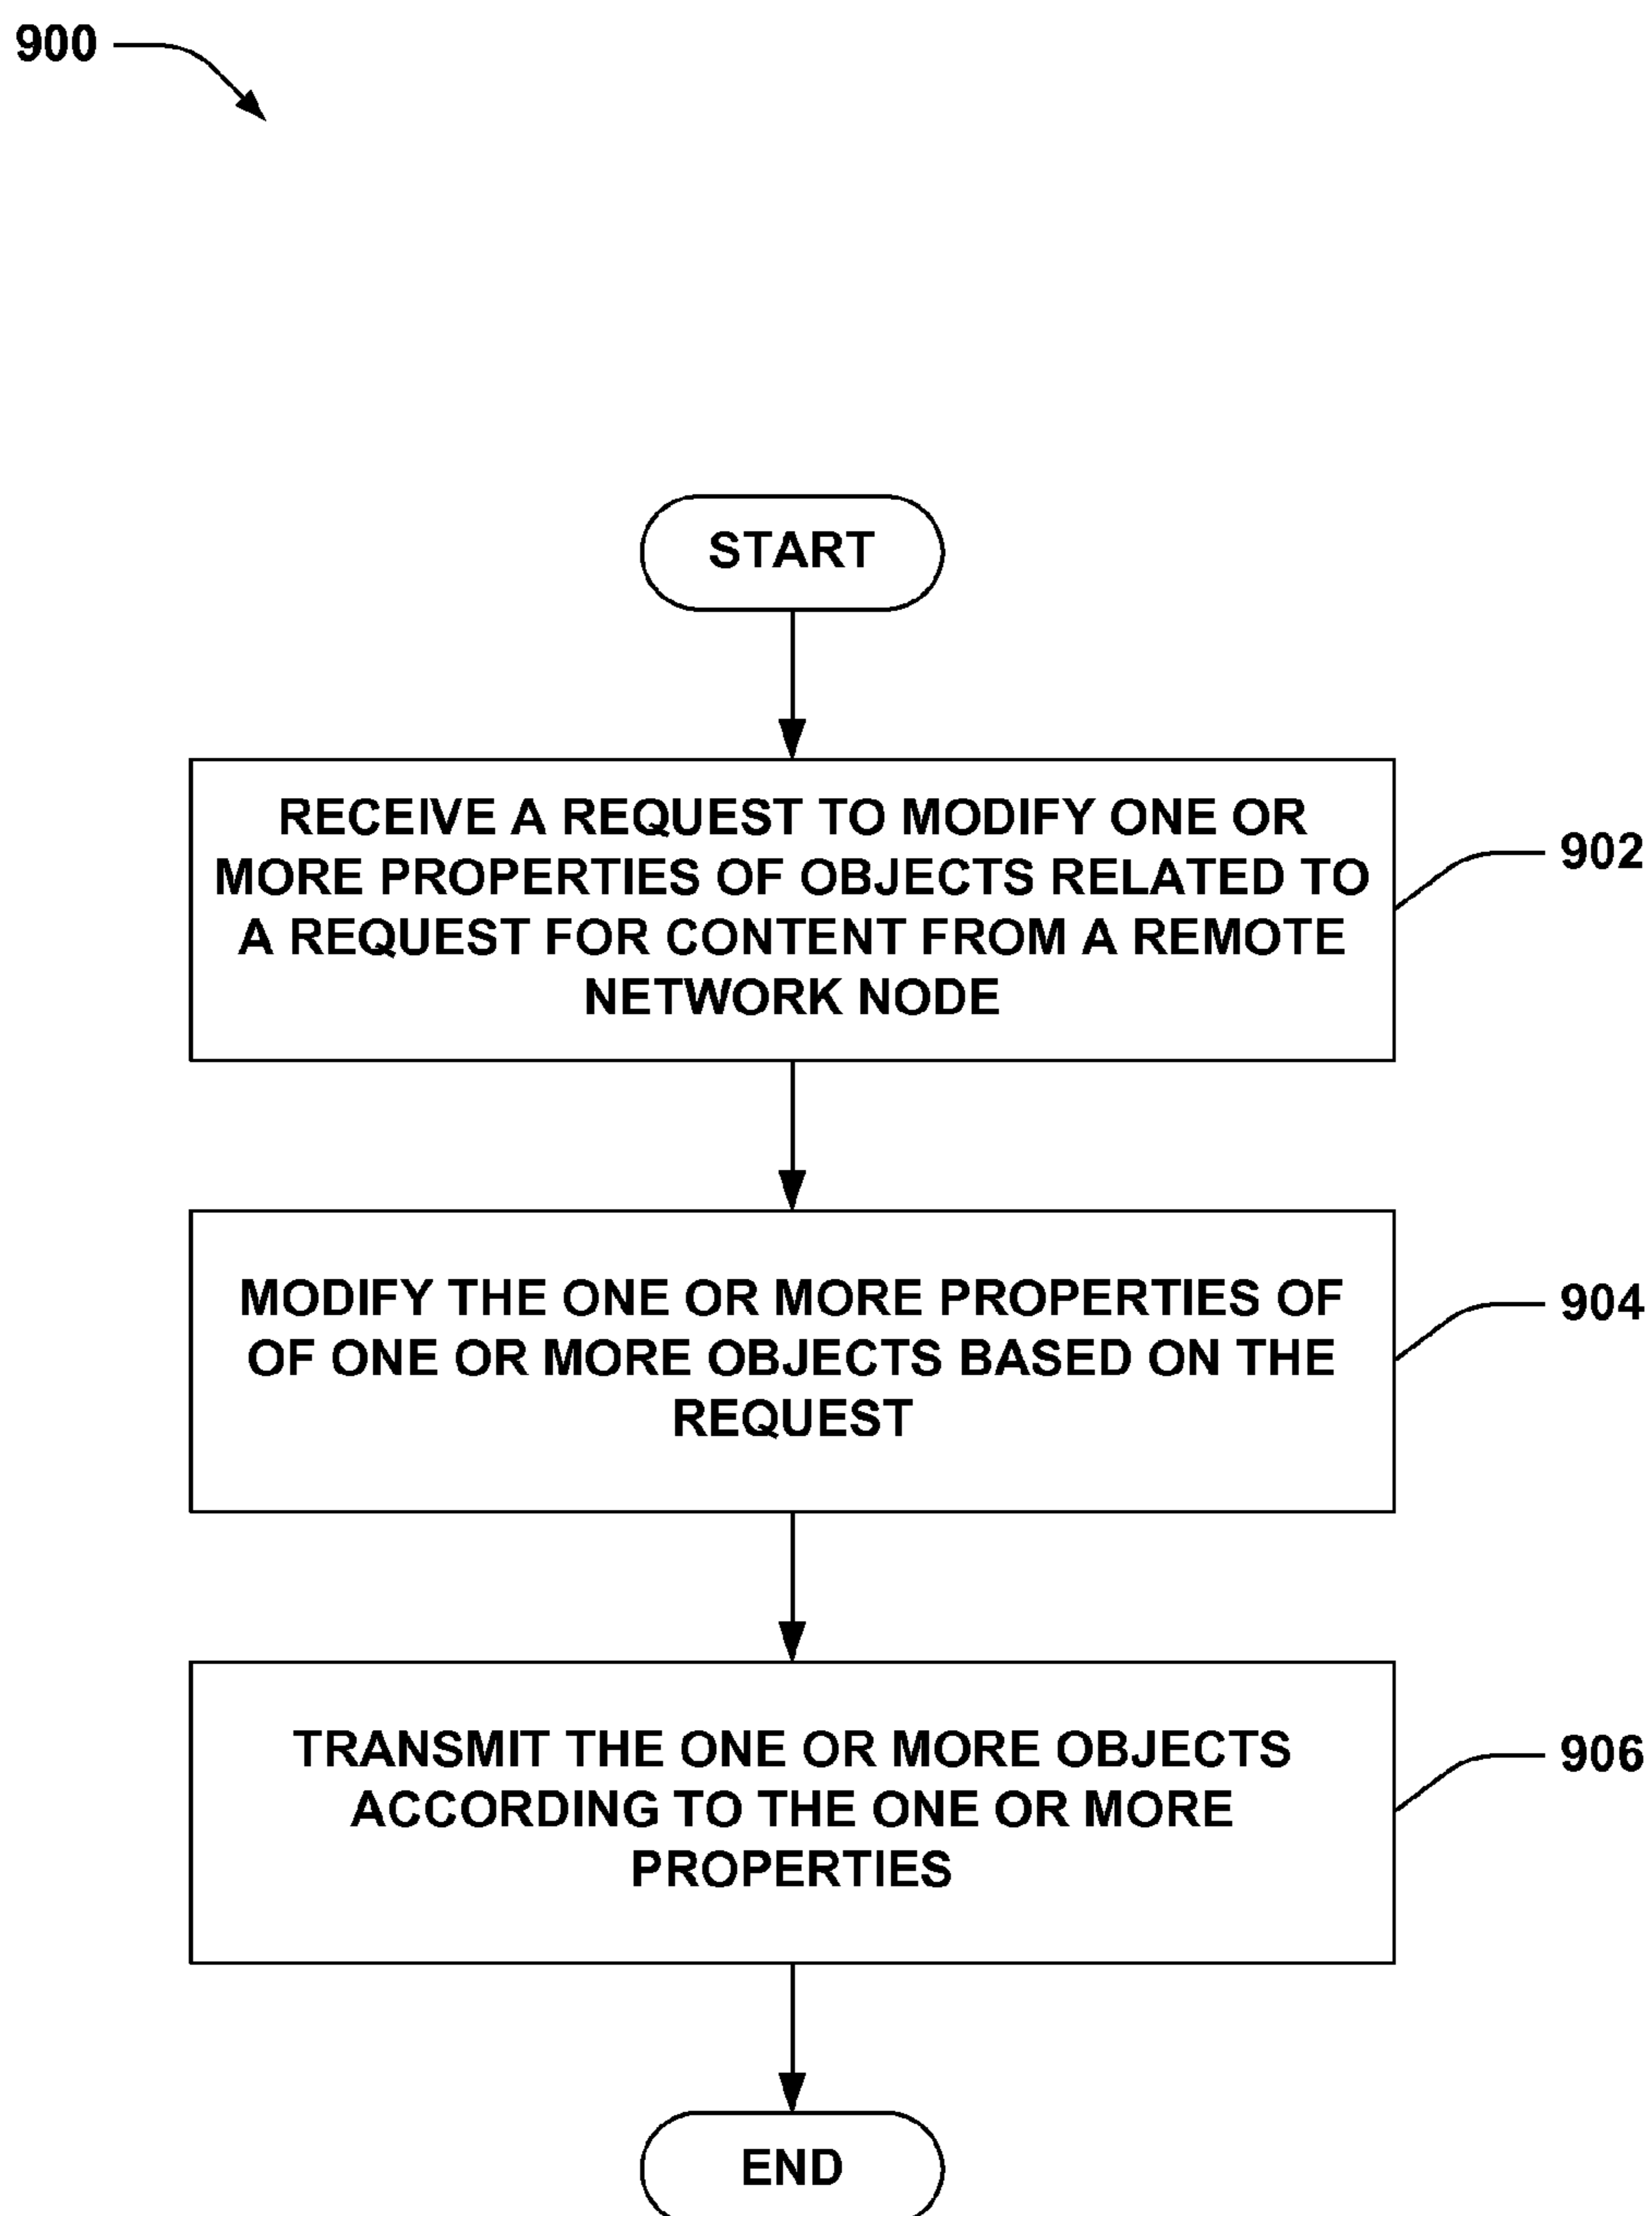 900
START
RECEIVE A REQUEST TO MODIFY ONE OR
MORE PROPERTIES OF OBJECTS RELATED TO
A REQUEST FOR CONTENT FROM A REMOTE
NETWORK NODE
902
MODIFY THE ONE OR MORE PROPERTIES OF
OF ONE OR MORE OBJECTS BASED ON THE
REQUEST
904
TRANSMIT THE ONE OR MORE OBJECTS
ACCORDING TO THE ONE OR MORE
PROPERTIES
906
END